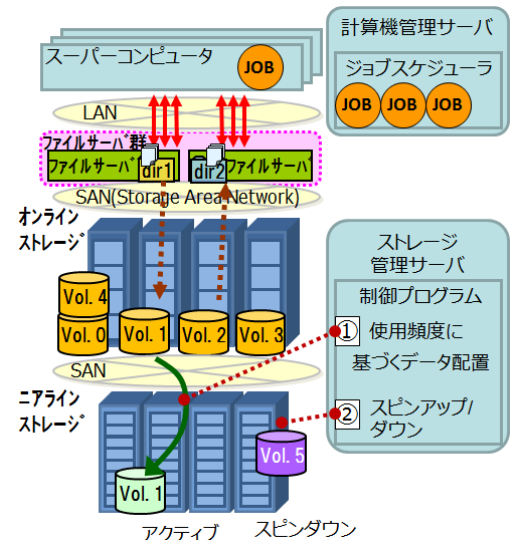 スーパーコンピュータ
JOB
計算機管理サーバ
ジョブスケジューラ
JOB JOB JOB
LAN
ファイルサーバ群
ファイルサーバ dir1
dir2 ファイルサーバ
SAN(Storage Area Network)
オンライン
ストレージ
Vol. 4
Vol. 0
Vol. 1
Vol. 2
Vol. 3
ストレージ
管理サーバ
制御プログラム
① 使用頻度に
基づくデータ配置
② スピンアップ/
ダウン
SAN
ニアライン
ストレージ
Vol. 5
Vol. 1
アクティブ
スピンダウン